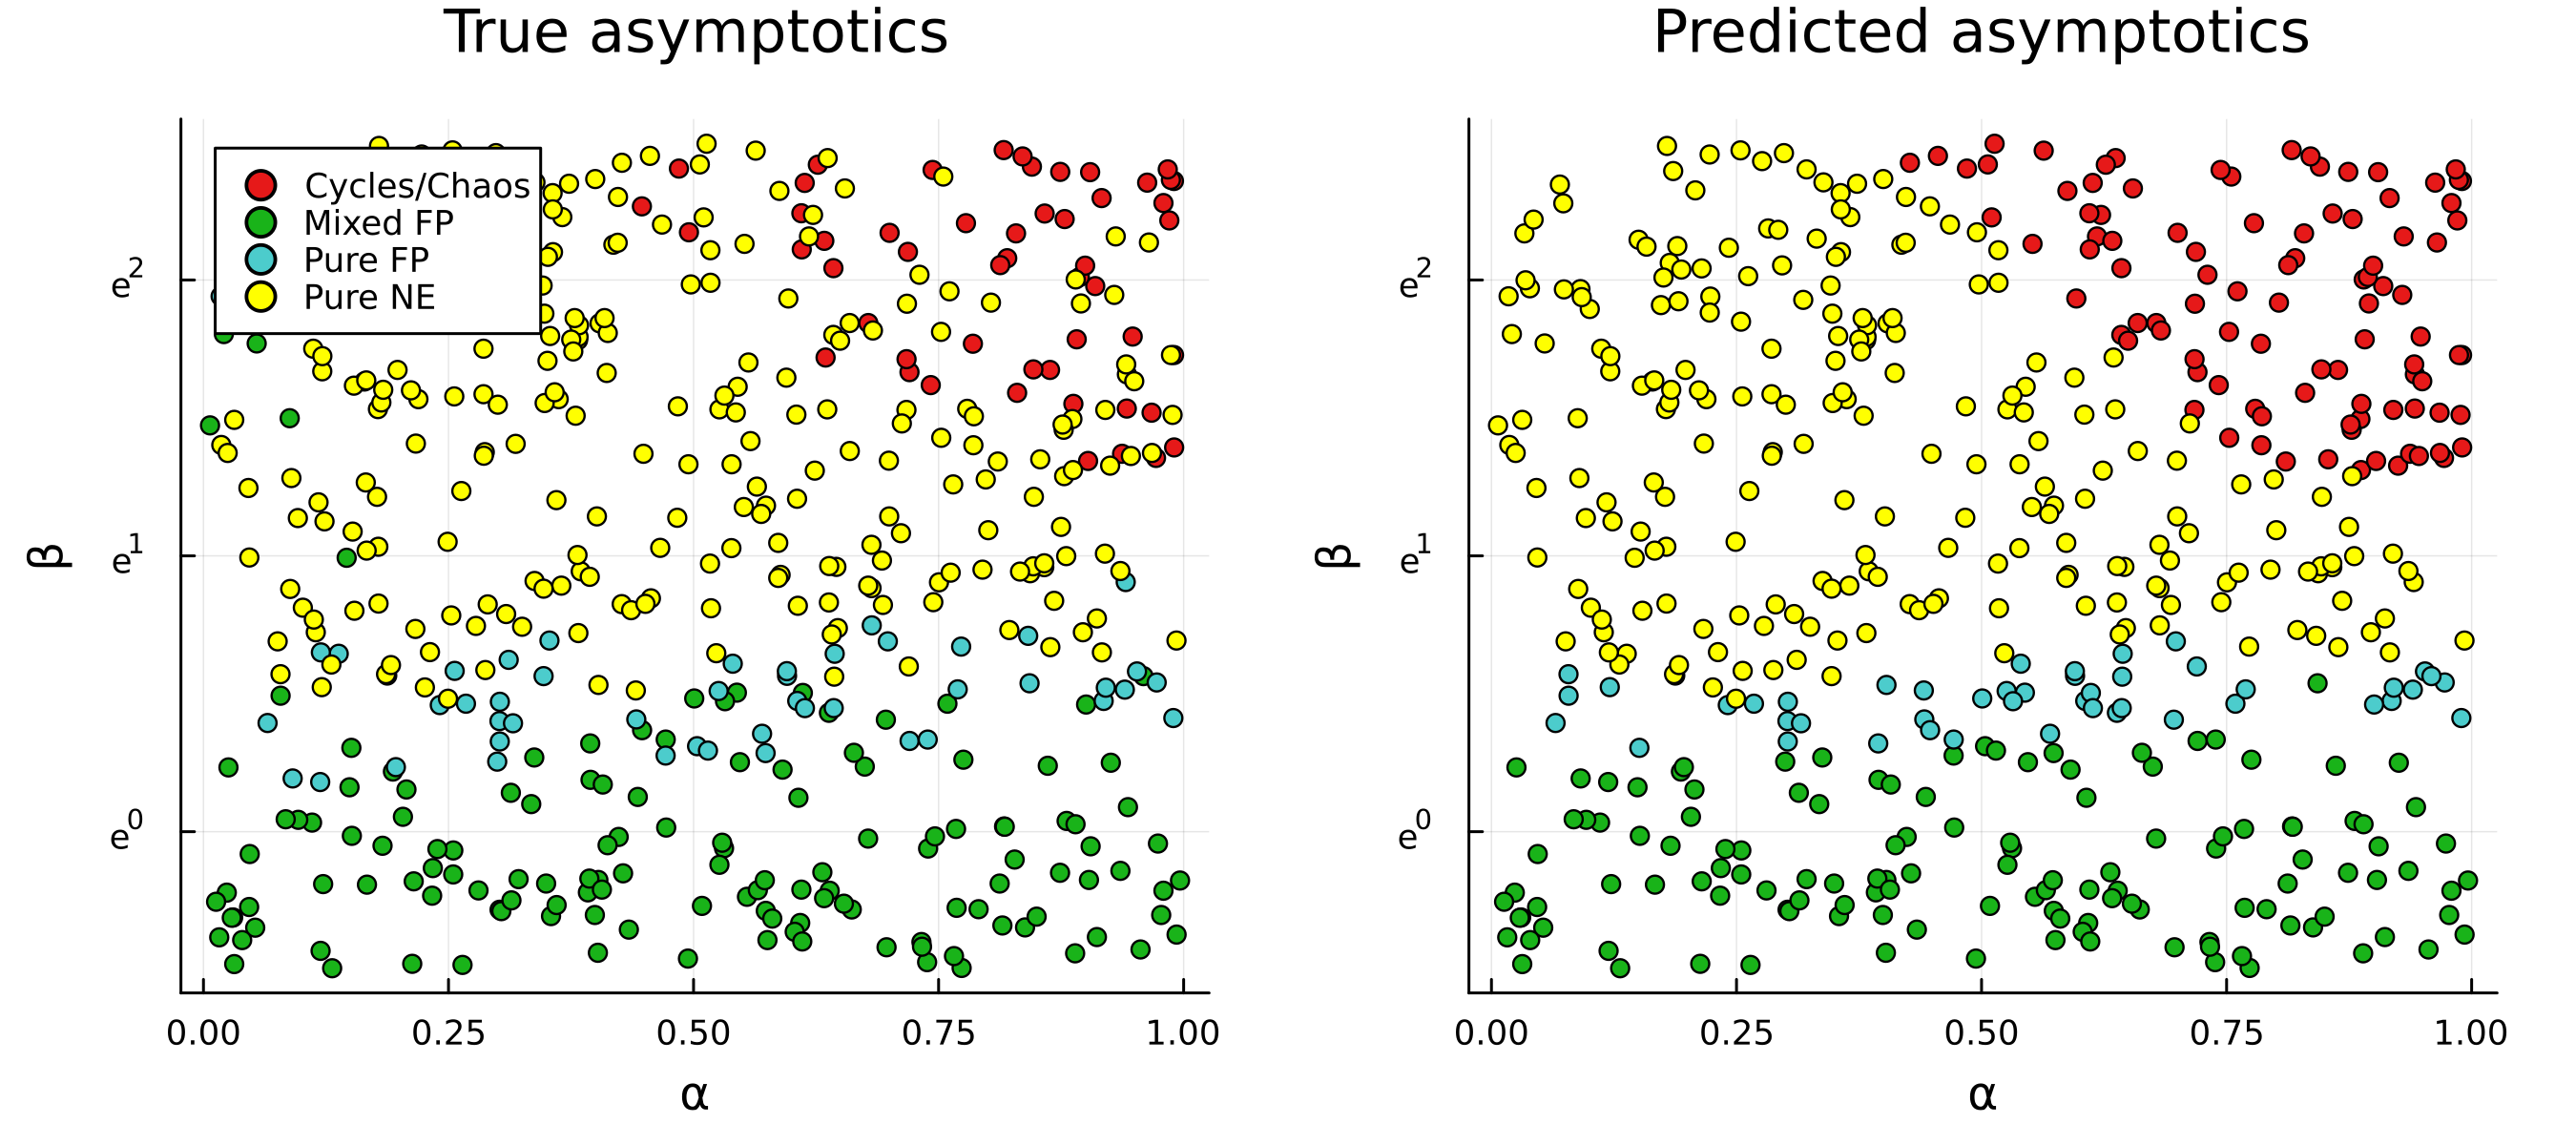 True asymptotics
Predicted asymptotics
Cycles/Chaos
Mixed FP
Pure FP
Pure NE
β
e²
e¹
e⁰
0.00 0.25 0.50 0.75 1.00
α
β
e²
e¹
e⁰
0.00 0.25 0.50 0.75 1.00
α